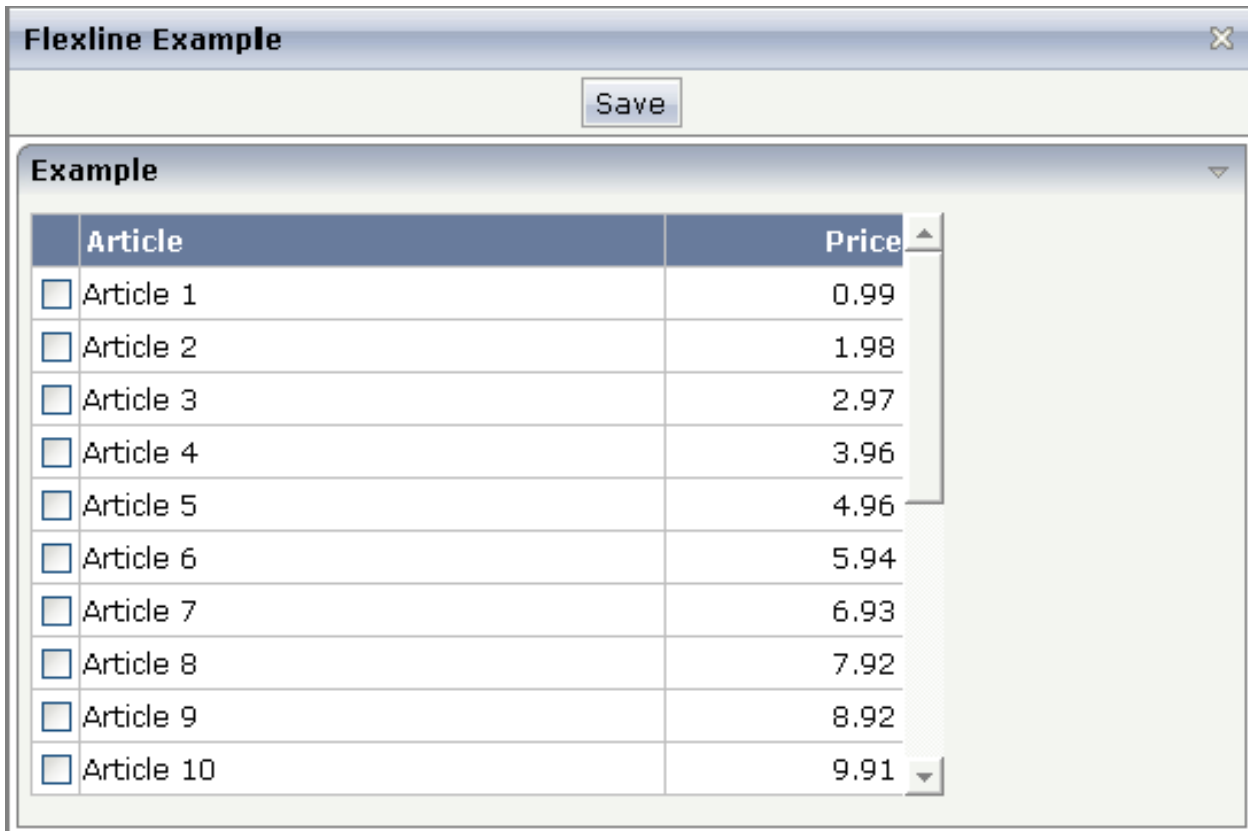 Flexline Example
Save
Example
Article Price
Article 1 0.99
Article 2 1.98
Article 3 2.97
Article 4 3.96
Article 5 4.96
Article 6 5.94
Article 7 6.93
Article 8 7.92
Article 9 8.92
Article 10 9.91